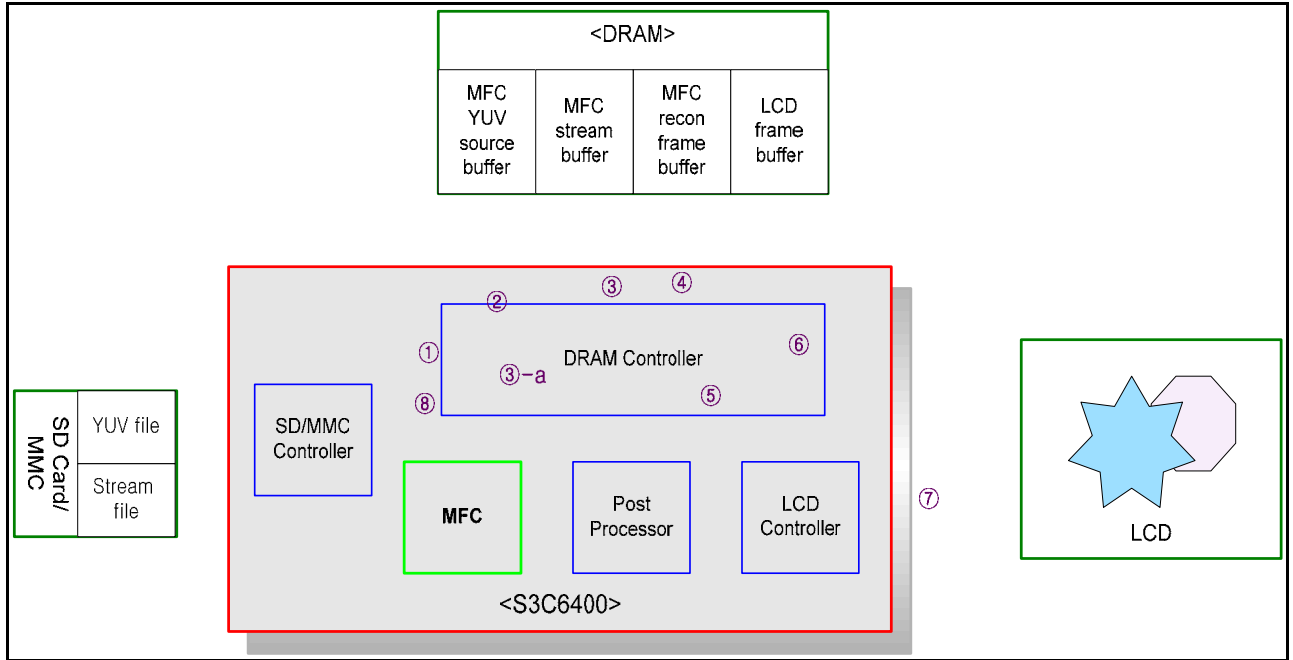 <DRAM>
MFC
YUV
source
buffer
MFC
stream
buffer
MFC
recon
frame
buffer
LCD
frame
buffer
③
④
②
①
⑥
DRAM Controller
③-a
⑤
⑧
SD/MMC
Controller
SD Card/
MMC
YUV file
Stream
file
MFC
Post
Processor
LCD
Controller
⑦
<S3C6400>
LCD